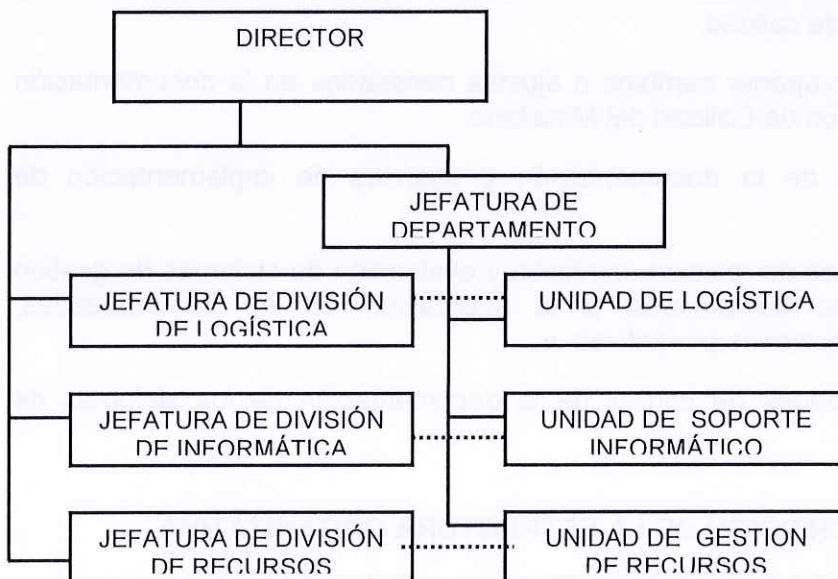 DIRECTOR
JEFATURA DE
DEPARTAMENTO
JEFATURA DE DIVISIÓN
DE LOGÍSTICA
UNIDAD DE LOGÍSTICA
JEFATURA DE DIVISIÓN
DE INFORMÁTICA
UNIDAD DE SOPORTE
INFORMÁTICO
JEFATURA DE DIVISIÓN
DE RECURSOS
UNIDAD DE GESTION
DE RECURSOS